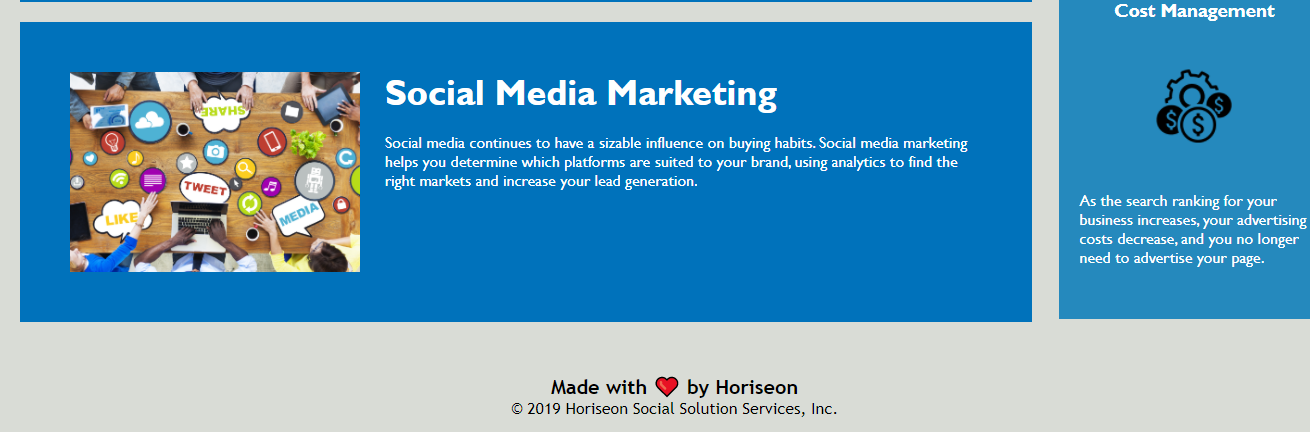 Social Media Marketing
Social media continues to have a sizable influence on buying habits. Social media marketing
helps you determine which platforms are suited to your brand, using analytics to find the
right markets and increase your lead generation.
SHARE
TWEET
LIKE
MEDIA
Cost Management
$ $ $
As the search ranking for your
business increases, your advertising
costs decrease, and you no longer
need to advertise your page.
Made with ❤️ by Horiseon
© 2019 Horiseon Social Solution Services, Inc.